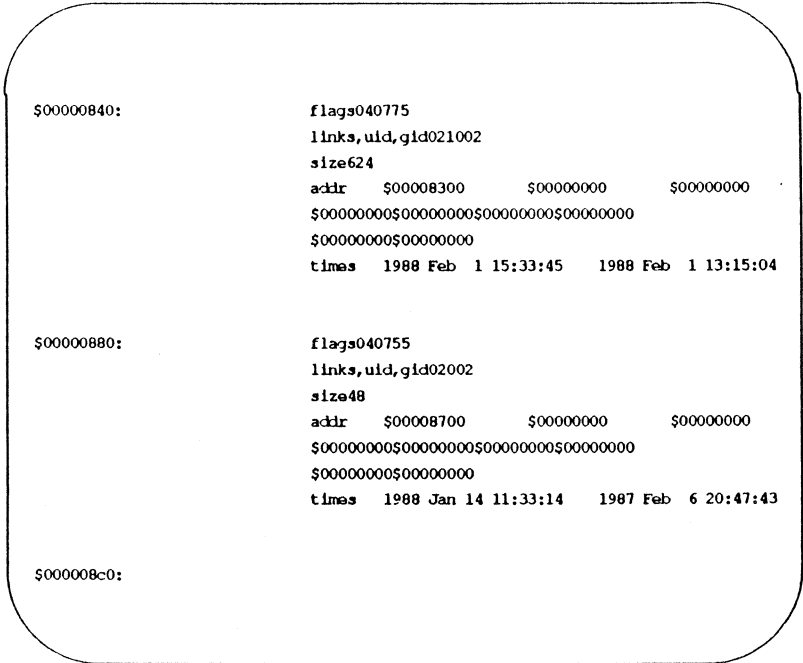 $00000840: flags040775
links,uid,gid021002
size624
addr $00008300 $00000000 $00000000
$00000000$00000000$00000000$00000000
$00000000$00000000
times 1988 Feb 1 15:33:45 1988 Feb 1 13:15:04
$00000880: flags040755
links,uid,gid02002
size48
addr $00008700 $00000000 $00000000
$00000000$00000000$00000000$00000000
$00000000$00000000
times 1988 Jan 14 11:33:14 1987 Feb 6 20:47:43
$000008c0: